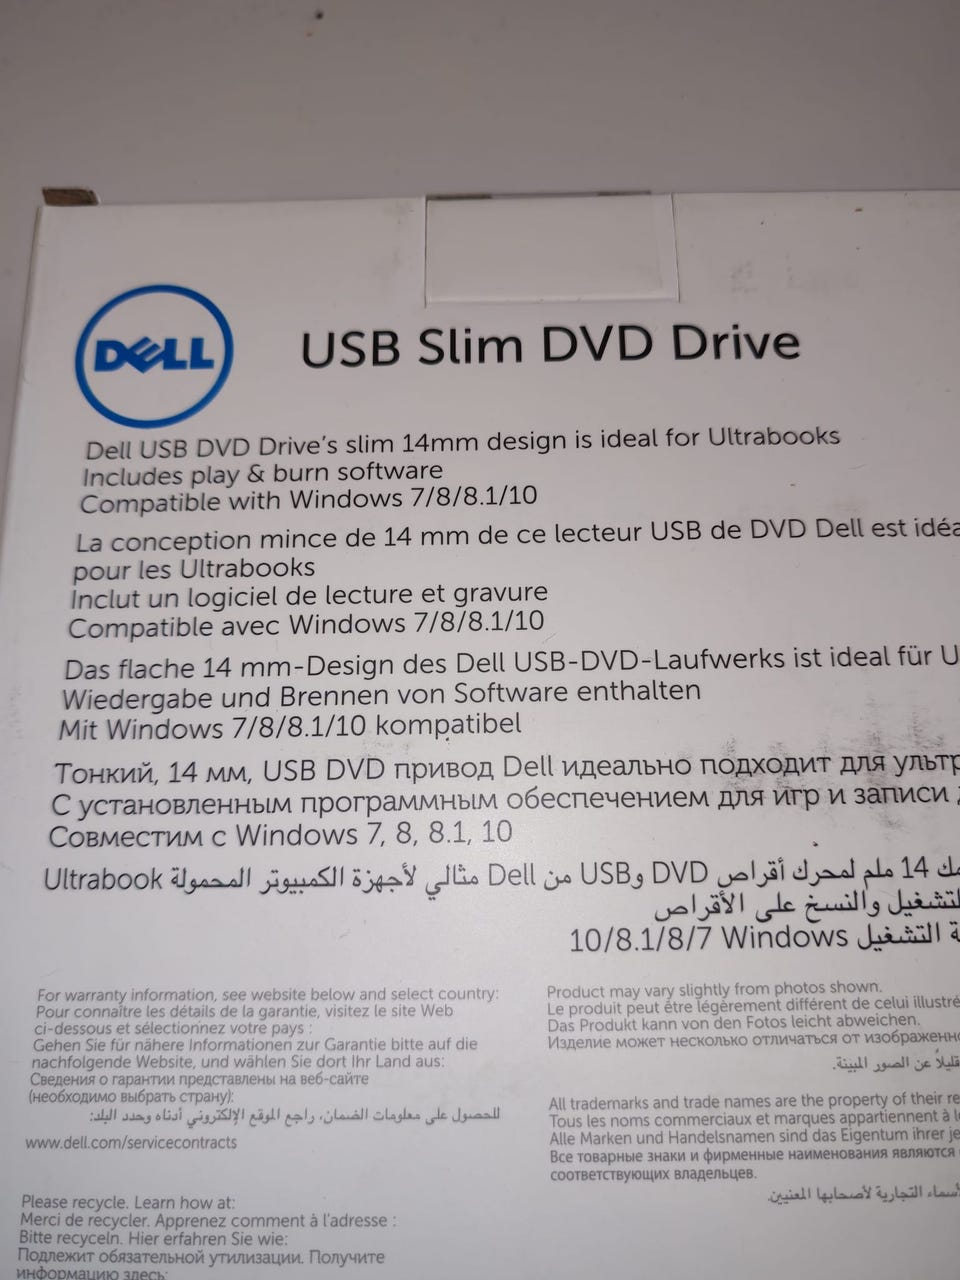 DELL
USB Slim DVD Drive
Dell USB DVD Drive's slim 14mm design is ideal for Ultrabooks
Includes play & burn software
Compatible with Windows 7/8/8.1/10
La conception mince de 14 mm de ce lecteur USB de DVD Dell est idéa
pour les Ultrabooks
Inclut un logiciel de lecture et gravure
Compatible avec Windows 7/8/8.1/10
Das flache 14 mm-Design des Dell USB-DVD-Laufwerks ist ideal für U
Wiedergabe und Brennen von Software enthalten
Mit Windows 7/8/8.1/10 kompatibel
Тонкий, 14 мм, USB DVD привод Dell идеально подходит для ультр
С установленным программным обеспечением для игр и записи
Совместим с Windows 7, 8, 8.1, 10
مك 14 ملم لمحرك أقراص DVD وUSB من Dell مثالي لأجهزة الكمبيوتر المحمولة Ultrabook
لتشغيل والنسخ على الأقراص
ة التشغيل Windows 10/8.1/8/7
For warranty information, see website below and select country:
Pour connaître les détails de la garantie, visitez le site Web
ci-dessous et sélectionnez votre pays :
Gehen Sie für nähere Informationen zur Garantie bitte auf die
nachfolgende Website, und wählen Sie dort Ihr Land aus:
Сведения о гарантии представлены на веб-сайте
(необходимо выбрать страну):
للحصول على معلومات الضمان، راجع الموقع الإلكتروني أدناه وحدد البلد:
www.dell.com/servicecontracts
Please recycle. Learn how at:
Merci de recycler. Apprenez comment à l'adresse :
Bitte recyceln. Hier erfahren Sie wie:
Подлежит обязательной утилизации. Получите
информацию здесь:
Product may vary slightly from photos shown.
Le produit peut être légèrement différent de celui illustré
Das Produkt kann von den Fotos leicht abweichen.
Изделие может несколько отличаться от изображенно
قليلاً عن الصور المبينة.
All trademarks and trade names are the property of their re
Tous les noms commerciaux et marques appartiennent à l
Alle Marken und Handelsnamen sind das Eigentum ihrer je
Все товарные знаки и фирменные наименования являются
соответствующих владельцев.
لأسماء التجارية لأصحابها المعنيين.